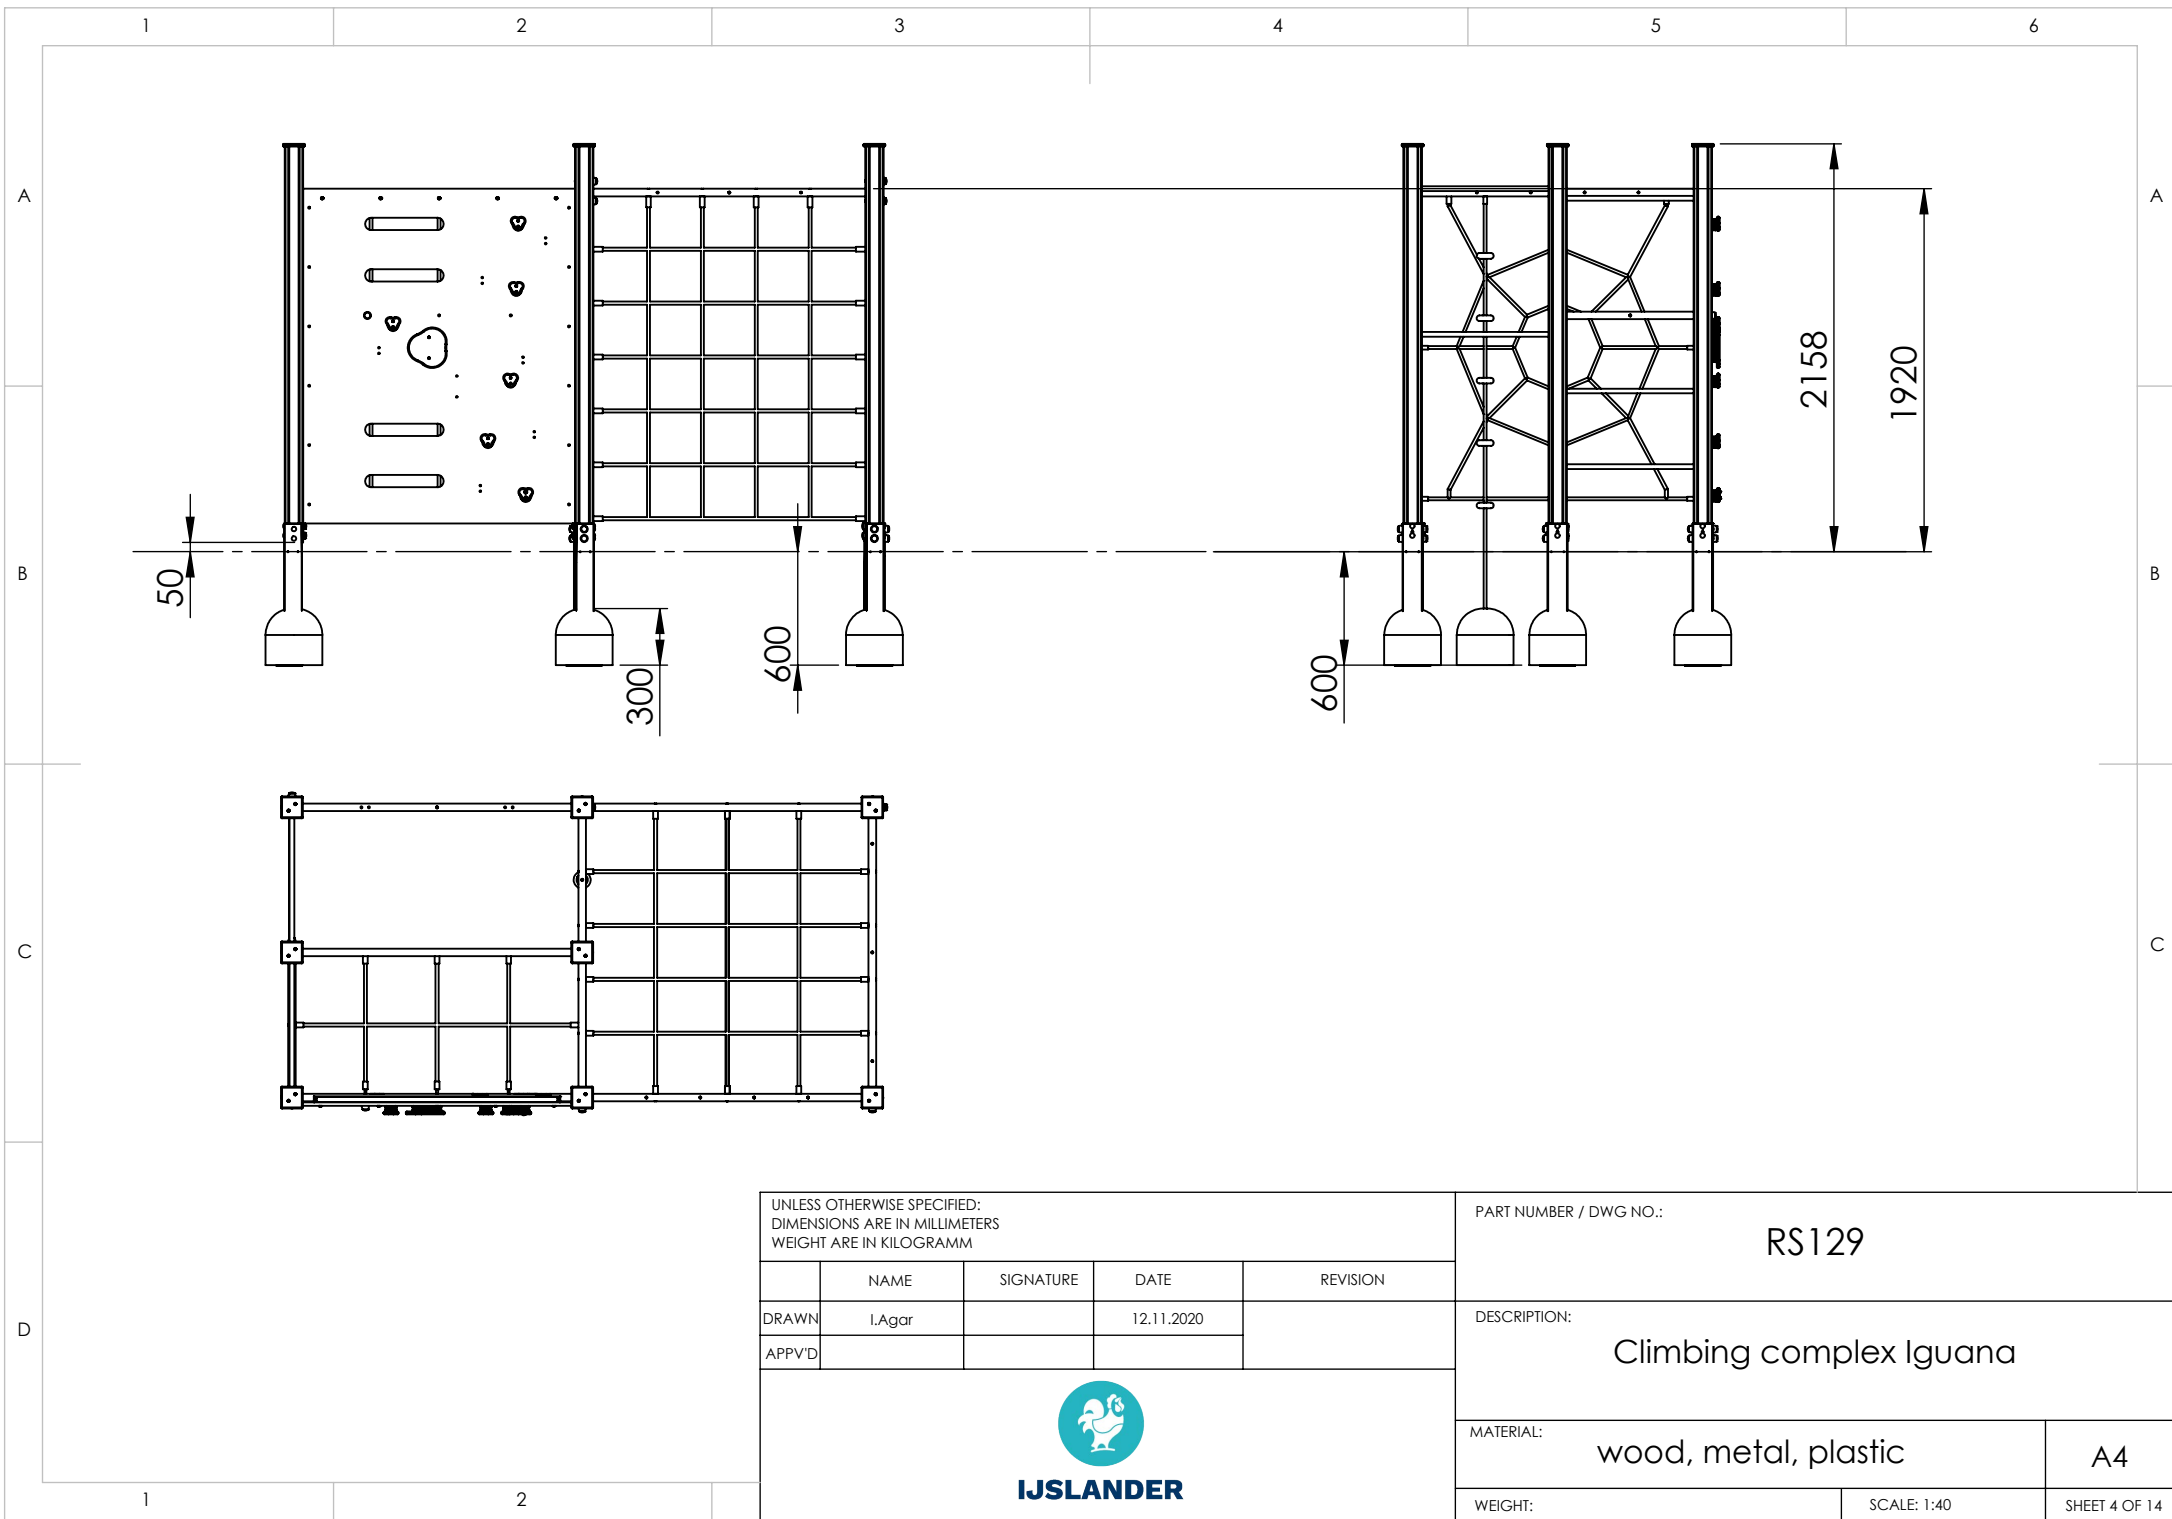 1 2 3 4 5 6
A A
2158
1920
B B
50
300
600
600
C C
D
UNLESS OTHERWISE SPECIFIED:
DIMENSIONS ARE IN MILLIMETERS
WEIGHT ARE IN KILOGRAMM
NAME SIGNATURE DATE REVISION
DRAWN I.Agar 12.11.2020
APPV'D
IJSLANDER
PART NUMBER / DWG NO.:
RS129
DESCRIPTION:
Climbing complex Iguana
MATERIAL:
wood, metal, plastic
A4
WEIGHT: SCALE: 1:40 SHEET 4 OF 14
1 2